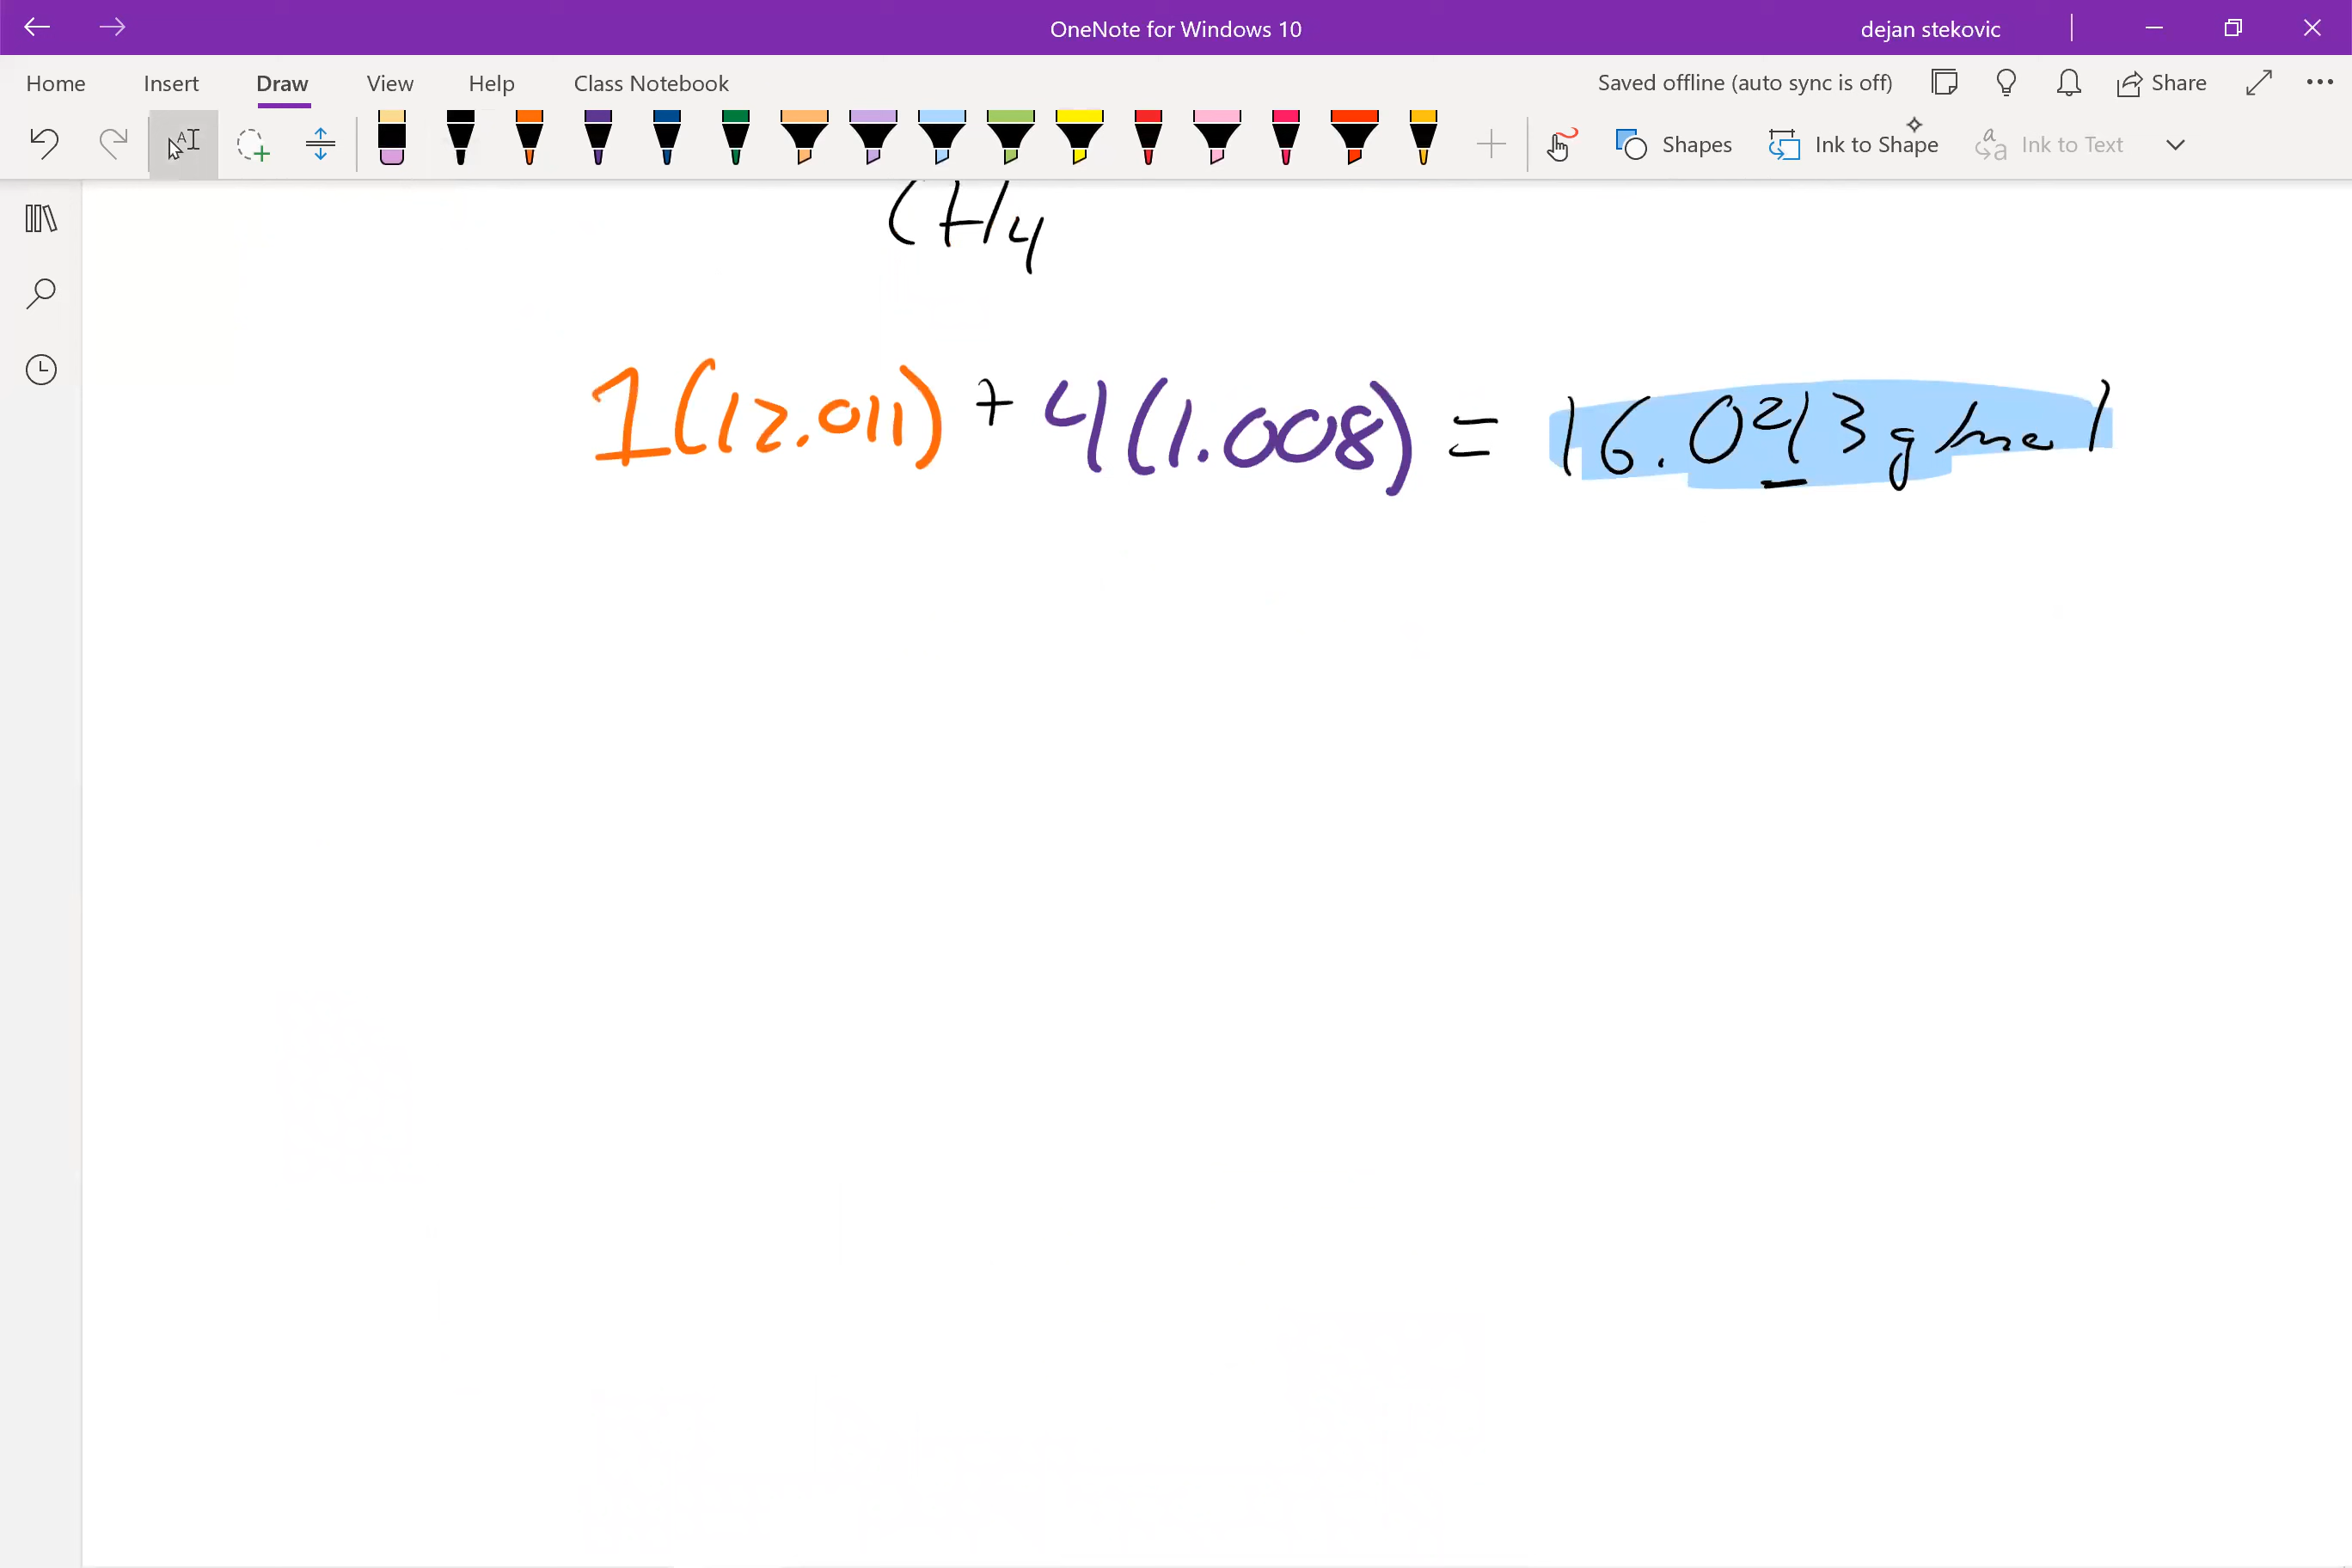 OneNote for Windows 10 dejan stekovic
Home Insert Draw View Help Class Notebook Saved offline (auto sync is off) Share
Shapes Ink to Shape Ink to Text
CH4
1(12.011) + 4(1.008) = 16.043 g/mol